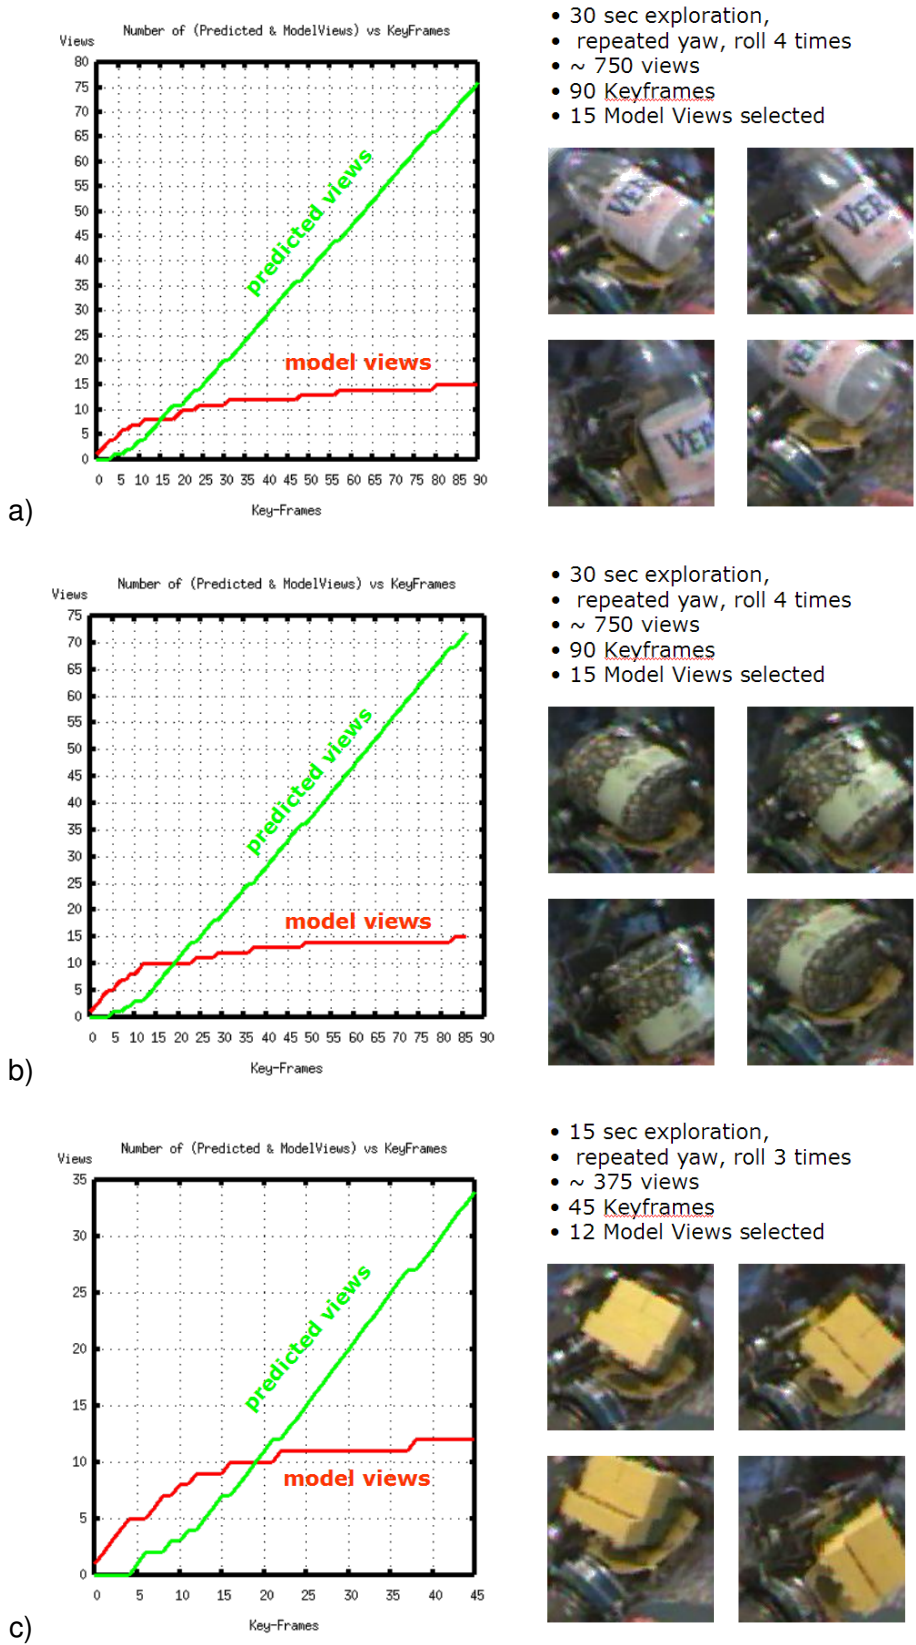 Number of (Predicted & ModelViews) vs KeyFrames
Views
80
75
70
65
60
55
50
45
40
35
30
25
20
15
10
5
0
predicted views
model views
0 5 10 15 20 25 30 35 40 45 50 55 60 65 70 75 80 85 90
Key-Frames
a)
• 30 sec exploration,
• repeated yaw, roll 4 times
• ~ 750 views
• 90 Keyframes
• 15 Model Views selected
VER
VER
VER
VER
Number of (Predicted & ModelViews) vs KeyFrames
Views
75
70
65
60
55
50
45
40
35
30
25
20
15
10
5
0
predicted views
model views
0 5 10 15 20 25 30 35 40 45 50 55 60 65 70 75 80 85 90
Key-Frames
b)
• 30 sec exploration,
• repeated yaw, roll 4 times
• ~ 750 views
• 90 Keyframes
• 15 Model Views selected
Number of (Predicted & ModelViews) vs KeyFrames
Views
35
30
25
20
15
10
5
0
predicted views
model views
0 5 10 15 20 25 30 35 40 45
Key-Frames
c)
• 15 sec exploration,
• repeated yaw, roll 3 times
• ~ 375 views
• 45 Keyframes
• 12 Model Views selected